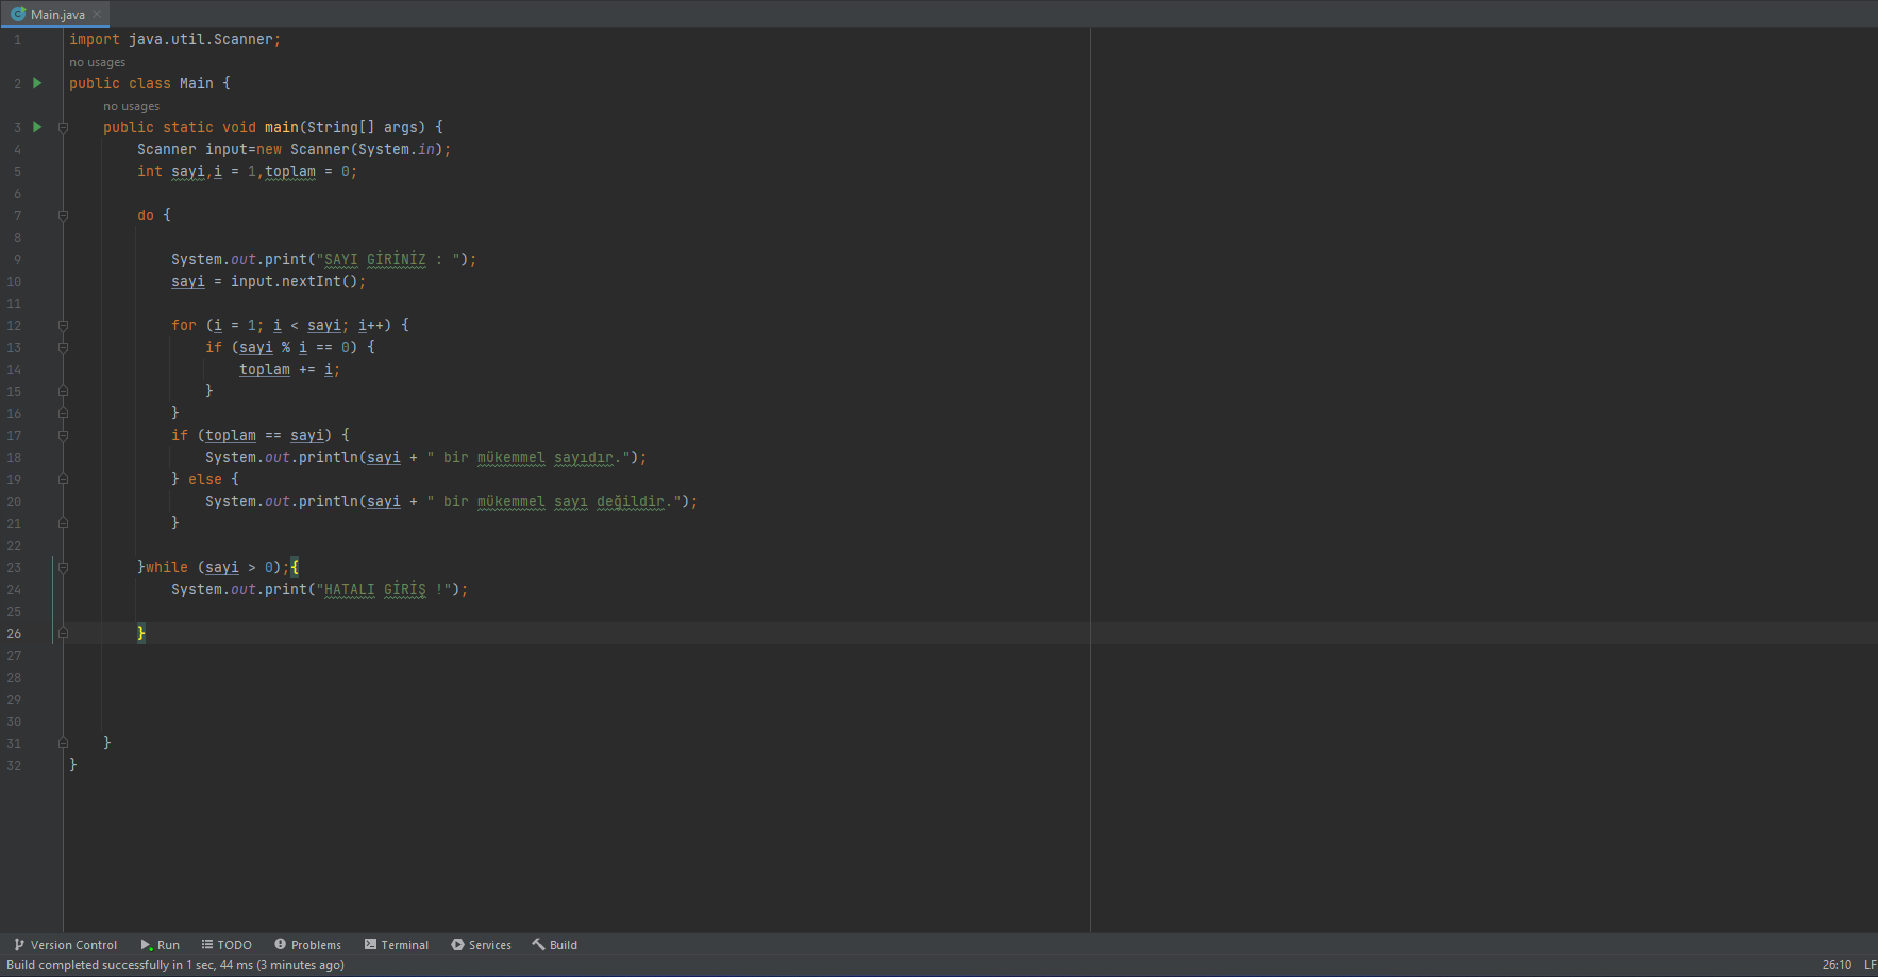 Main.java
1 import java.util.Scanner;
no usages
2 public class Main {
no usages
3 public static void main(String[] args) {
4 Scanner input=new Scanner(System.in);
5 int sayi,i = 1,toplam = 0;
6
7 do {
8
9 System.out.print("SAYI GİRİNİZ : ");
10 sayi = input.nextInt();
11
12 for (i = 1; i < sayi; i++) {
13 if (sayi % i == 0) {
14 toplam += i;
15 }
16 }
17 if (toplam == sayi) {
18 System.out.println(sayi + " bir mükemmel sayıdır.");
19 } else {
20 System.out.println(sayi + " bir mükemmel sayı değildir.");
21 }
22
23 }while (sayi > 0);{
24 System.out.print("HATALI GİRİŞ !");
25
26 }
27
28
29
30
31 }
32 }
Version Control Run TODO Problems Terminal Services Build
Build completed successfully in 1 sec, 44 ms (3 minutes ago) 26:10 LF